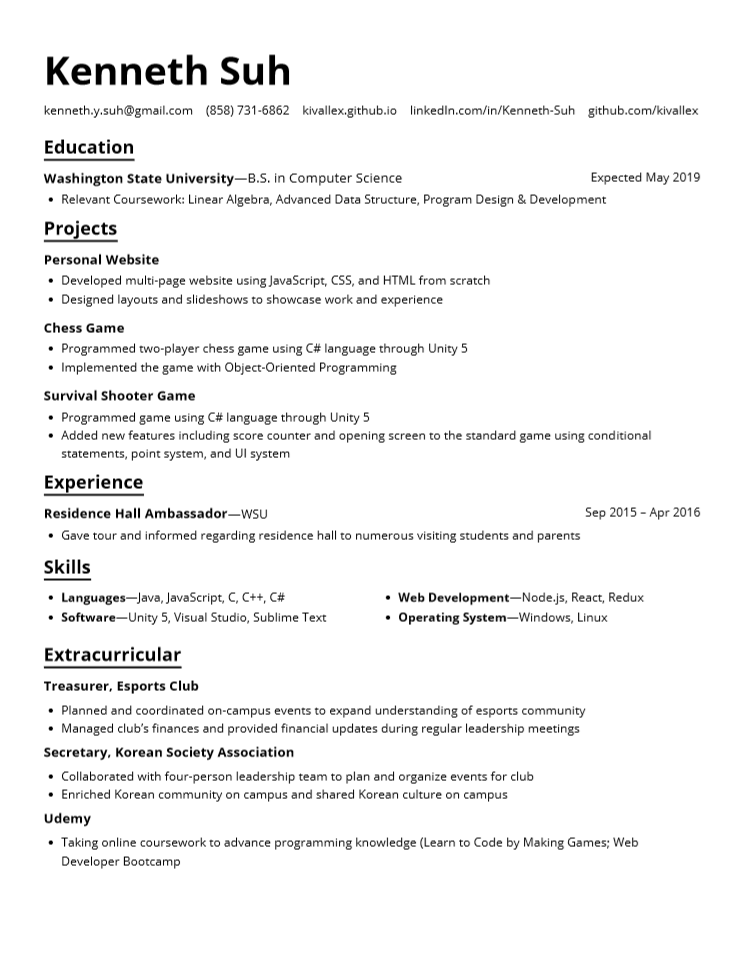 Kenneth Suh
kenneth.y.suh@gmail.com (858) 731-6862 kivallex.github.io linkedIn.com/in/Kenneth-Suh github.com/kivallex
Education
Washington State University—B.S. in Computer Science Expected May 2019
• Relevant Coursework: Linear Algebra, Advanced Data Structure, Program Design & Development
Projects
Personal Website
• Developed multi-page website using JavaScript, CSS, and HTML from scratch
• Designed layouts and slideshows to showcase work and experience
Chess Game
• Programmed two-player chess game using C# language through Unity 5
• Implemented the game with Object-Oriented Programming
Survival Shooter Game
• Programmed game using C# language through Unity 5
• Added new features including score counter and opening screen to the standard game using conditional
statements, point system, and UI system
Experience
Residence Hall Ambassador—WSU Sep 2015 – Apr 2016
• Gave tour and informed regarding residence hall to numerous visiting students and parents
Skills
• Languages—Java, JavaScript, C, C++, C# • Web Development—Node.js, React, Redux
• Software—Unity 5, Visual Studio, Sublime Text • Operating System—Windows, Linux
Extracurricular
Treasurer, Esports Club
• Planned and coordinated on-campus events to expand understanding of esports community
• Managed club’s finances and provided financial updates during regular leadership meetings
Secretary, Korean Society Association
• Collaborated with four-person leadership team to plan and organize events for club
• Enriched Korean community on campus and shared Korean culture on campus
Udemy
• Taking online coursework to advance programming knowledge (Learn to Code by Making Games; Web
Developer Bootcamp